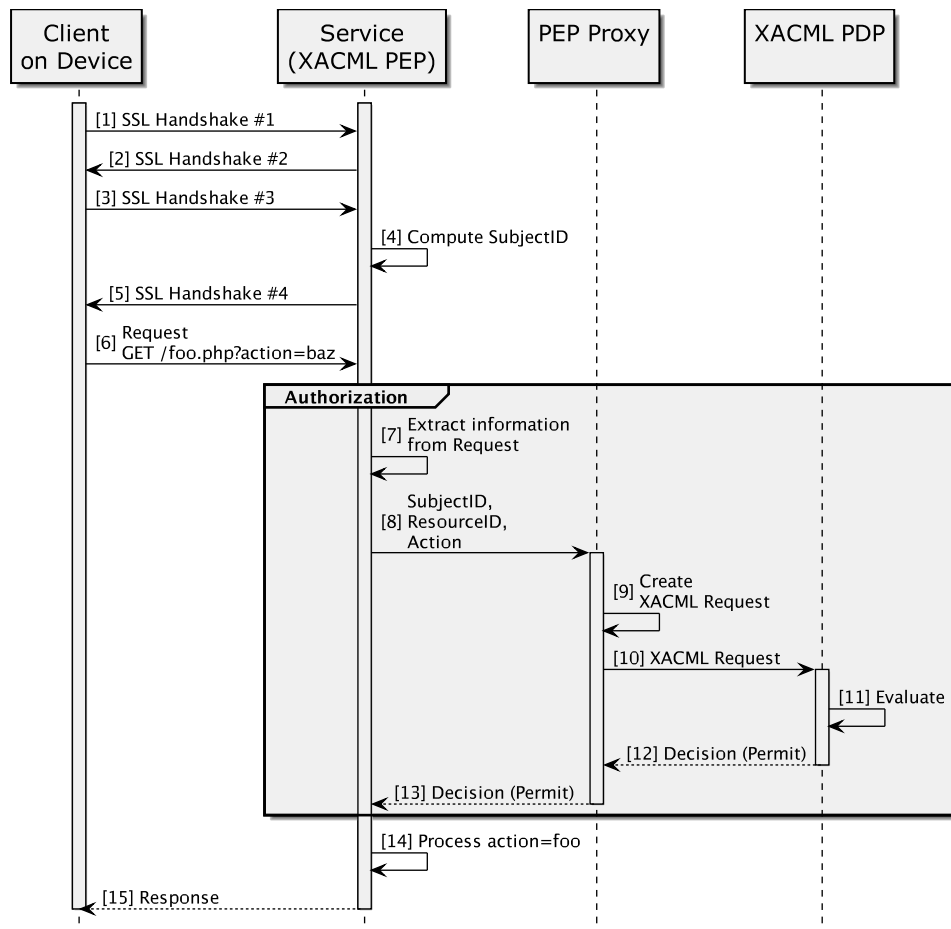 Client
on Device
Service
(XACML PEP)
PEP Proxy
XACML PDP
[1] SSL Handshake #1
[2] SSL Handshake #2
[3] SSL Handshake #3
[4] Compute SubjectID
[5] SSL Handshake #4
[6] Request
GET /foo.php?action=baz
Authorization
[7] Extract information
from Request
SubjectID,
[8] ResourceID,
Action
[9] Create
XACML Request
[10] XACML Request
[11] Evaluate
[12] Decision (Permit)
[13] Decision (Permit)
[14] Process action=foo
[15] Response